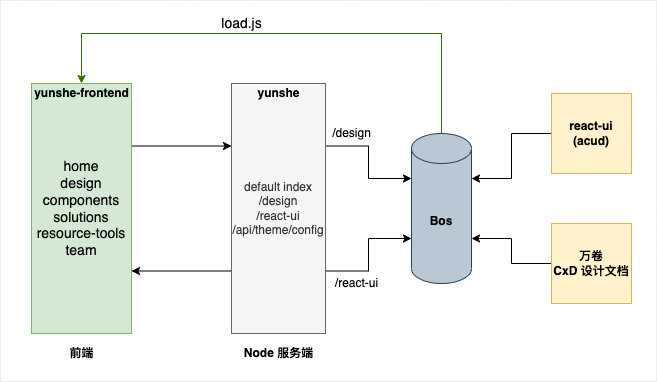 load.js
yunshe-frontend
home
design
components
solutions
resource-tools
team
前端
yunshe
default index
/design
/react-ui
/api/theme/config
Node 服务端
/design
/react-ui
Bos
react-ui
(acud)
万卷
CxD 设计文档